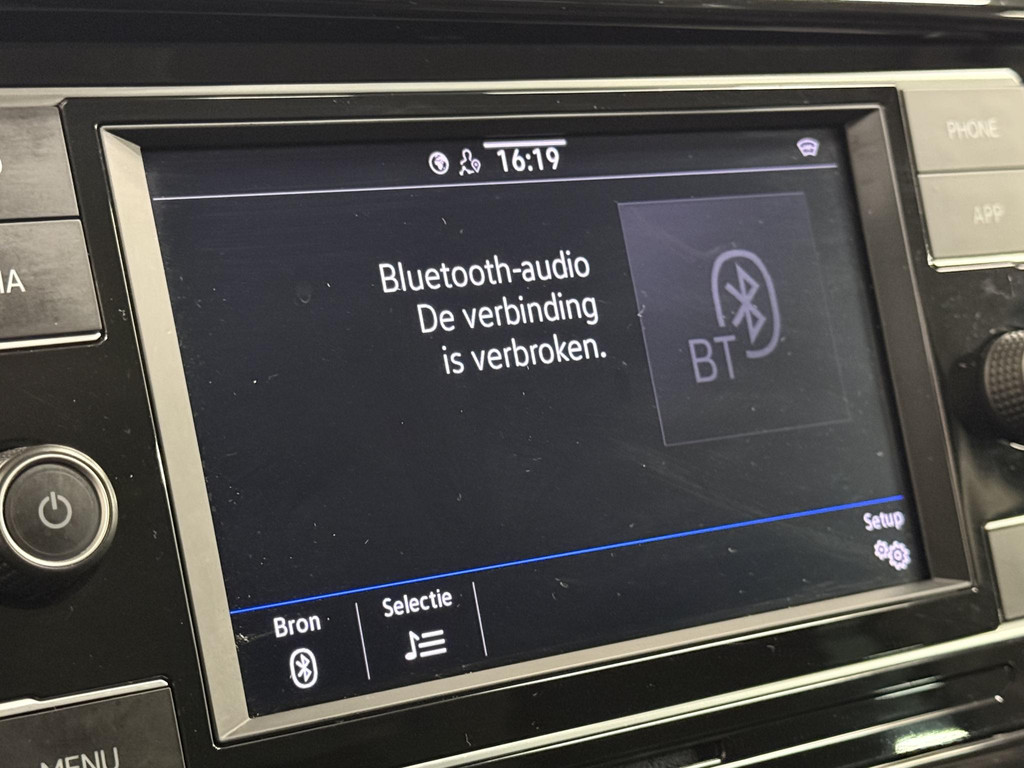 16:19
PHONE
APP
Bluetooth-audio
De verbinding
is verbroken.
BT
Setup
Bron
Selectie
MENU